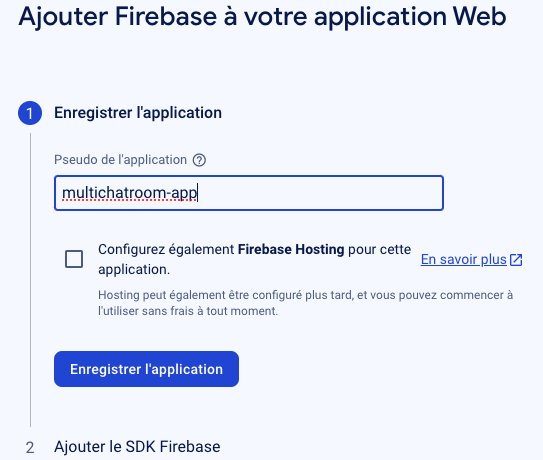 Ajouter Firebase à votre application Web
1 Enregistrer l'application
Pseudo de l'application ?
multichatroom-app
Configurez également Firebase Hosting pour cette
application.
En savoir plus
Hosting peut également être configuré plus tard, et vous pouvez commencer à
l'utiliser sans frais à tout moment.
Enregistrer l'application
2 Ajouter le SDK Firebase